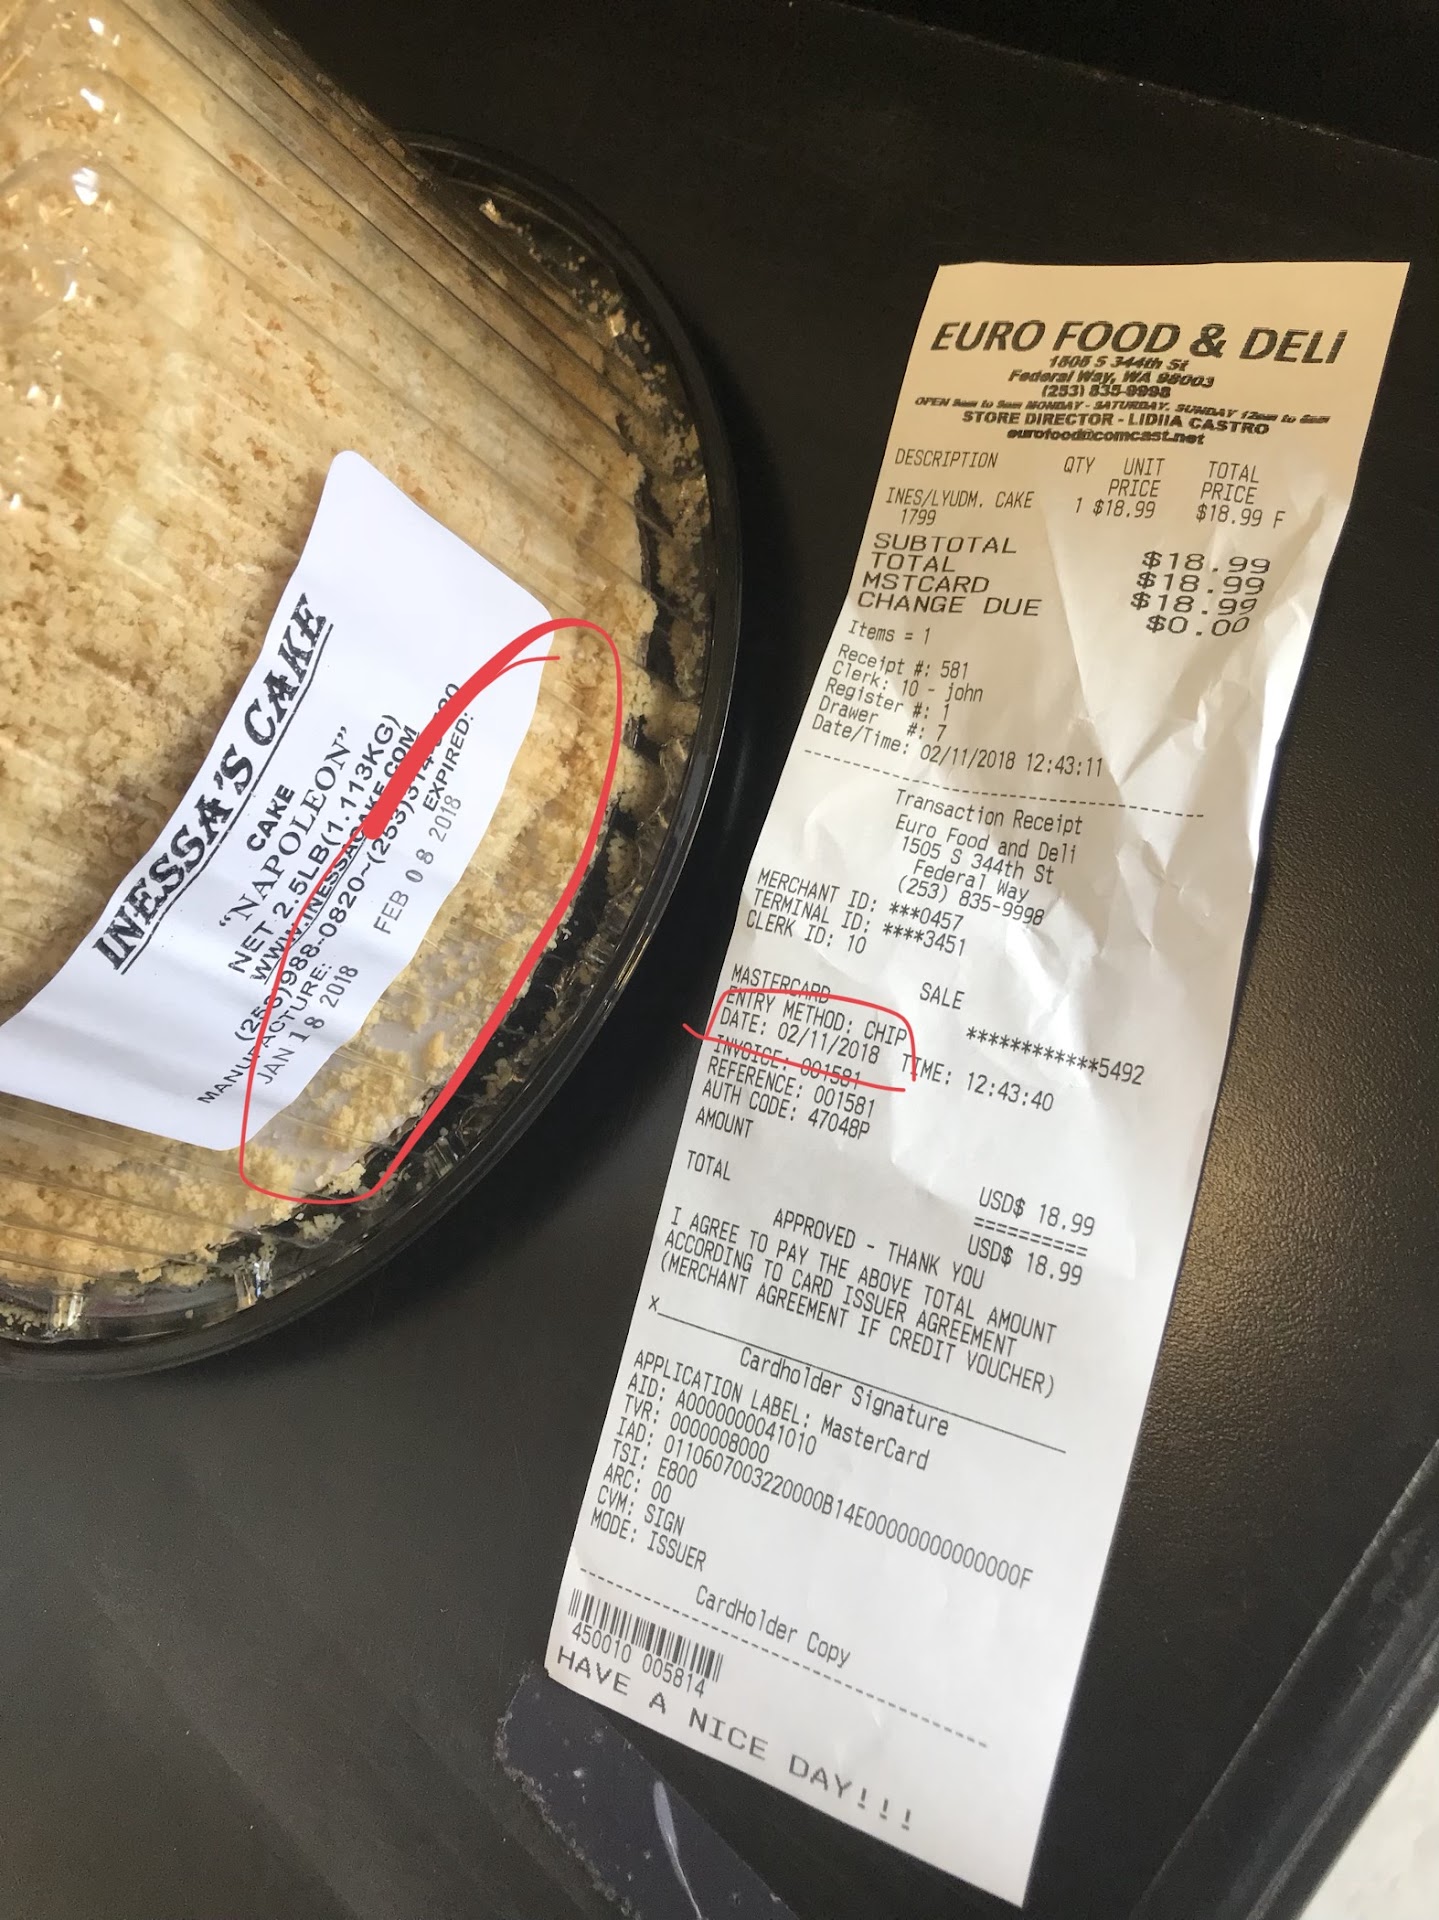 INESSA'S CAKE
CAKE
"NAPOLEON"
NET 2.5LB(1.113KG)
WWW.INESSACAKE.COM
MANUFACTURE:
JAN 18 2018
EXPIRED:
FEB 08 2018
EURO FOOD & DELI
1505 S 344th St
Federal Way, WA 98003
(253) 835-9998
OPEN 9am to 9pm MONDAY - SATURDAY. SUNDAY 12pm to
STORE DIRECTOR - LIDIIA CASTRO
eurofood@comcast.net
DESCRIPTION QTY UNIT PRICE TOTAL PRICE
INES/LYUDM. CAKE 1 $18.99 $18.99 F
1799
SUBTOTAL $18.99
TOTAL $18.99
MSTCARD $18.99
CHANGE DUE $0.00
Items = 1
Receipt #: 581
Clerk: 10 - john
Register #: 1
Drawer #: 7
Date/Time: 02/11/2018 12:43:11
Transaction Receipt
Euro Food and Deli
1505 S 344th St
Federal Way
(253) 835-9998
MERCHANT ID: ***0457
TERMINAL ID: ****3451
CLERK ID: 10
SALE
MASTERCARD ************5492
ENTRY METHOD: CHIP
DATE: 02/11/2018 TIME: 12:43:40
INVOICE: 001581
REFERENCE: 001581
AUTH CODE: 47048P
AMOUNT USD$ 18.99
=========
TOTAL USD$ 18.99
APPROVED - THANK YOU
I AGREE TO PAY THE ABOVE TOTAL AMOUNT
ACCORDING TO CARD ISSUER AGREEMENT
(MERCHANT AGREEMENT IF CREDIT VOUCHER)
x
Cardholder Signature
APPLICATION LABEL: MasterCard
AID: A0000000041010
TVR: 0000008000
IAD: 0110607003220000B14E00000000000000F
TSI: E800
ARC: 00
CVM: SIGN
MODE: ISSUER
CardHolder Copy
450010 005814
HAVE A NICE DAY!!!